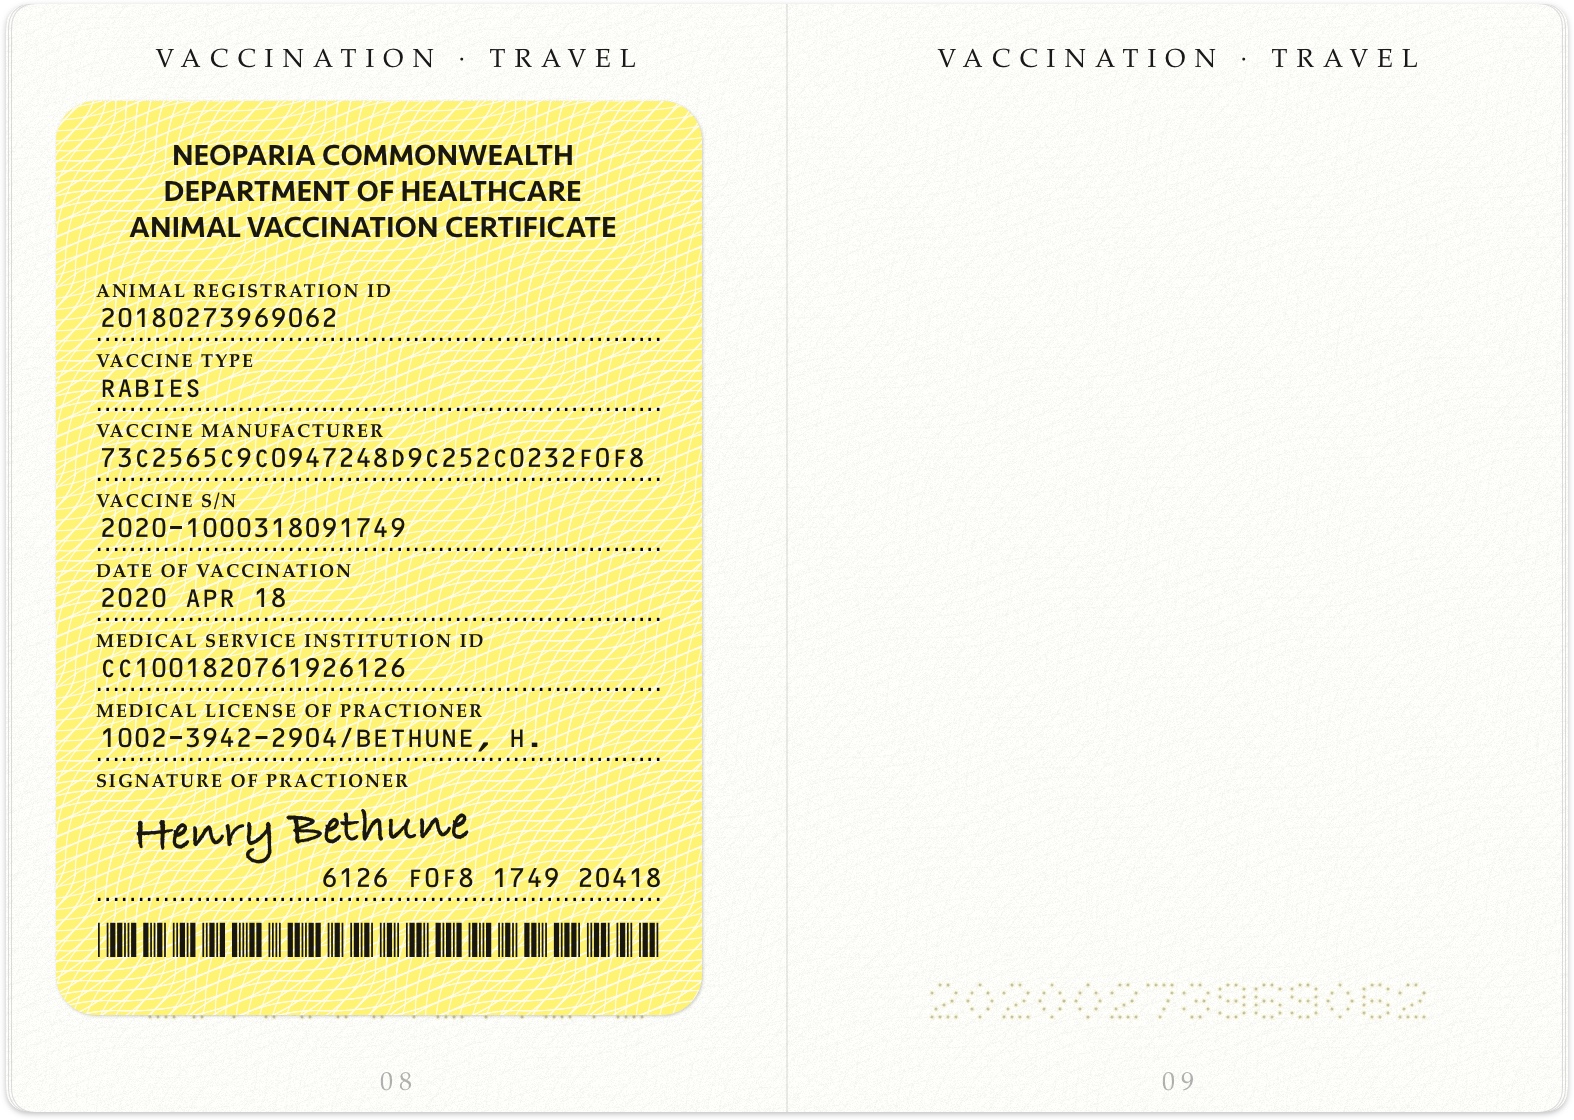 VACCINATION · TRAVEL
NEOPARIA COMMONWEALTH
DEPARTMENT OF HEALTHCARE
ANIMAL VACCINATION CERTIFICATE
ANIMAL REGISTRATION ID
20180273969062
VACCINE TYPE
RABIES
VACCINE MANUFACTURER
73C2565C9C0947248D9C252C0232F0F8
VACCINE S/N
2020-1000318091749
DATE OF VACCINATION
2020 APR 18
MEDICAL SERVICE INSTITUTION ID
CC1001820761926126
MEDICAL LICENSE OF PRACTIONER
1002-3942-2904/BETHUNE, H.
SIGNATURE OF PRACTIONER
Henry Bethune
6126 F0F8 1749 20418
08
VACCINATION · TRAVEL
20200273969062
09